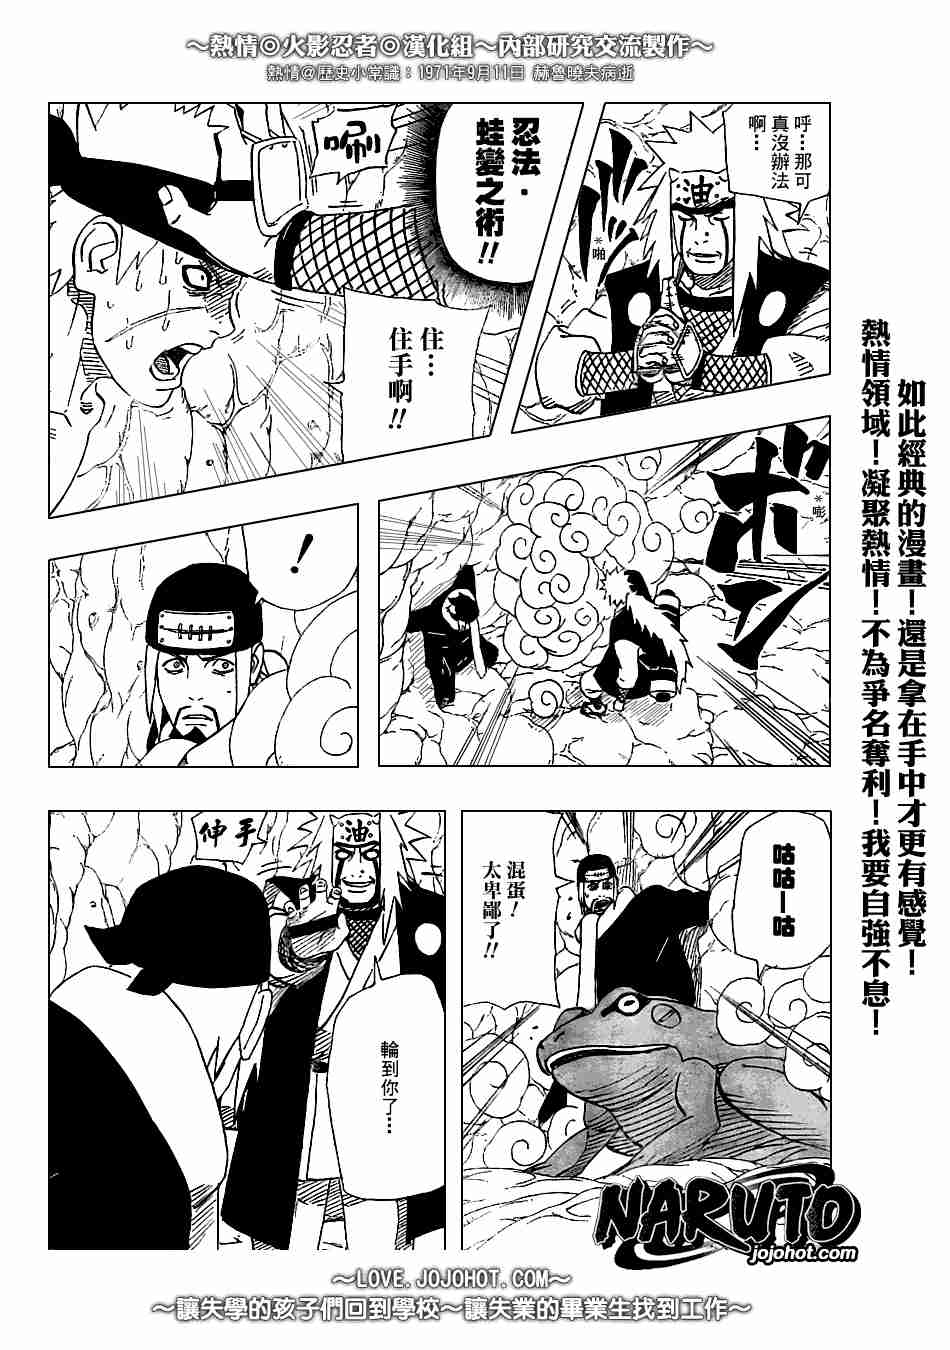 ～熱情◎火影忍者◎漢化組～內部研究交流製作～
熱情@歷史小常識：1971年9月11日 赫魯曉夫病逝
呼…那可
真沒辦法
啊…
油
*啪
忍法．
蛙變之術!!
唰
住…
住手啊!!
ボン
*嘭
！
咕咕—咕
混蛋!
太卑鄙了!!
伸手
油
輪到你了…
如此經典的漫畫！還是拿在手中才更有感覺！
熱情領域！凝聚熱情！不為爭名奪利！我要自強不息！
NARUTO
jojohot.com
～LOVE.JOJOHOT.COM～
～讓失學的孩子們回到學校～讓失業的畢業生找到工作～